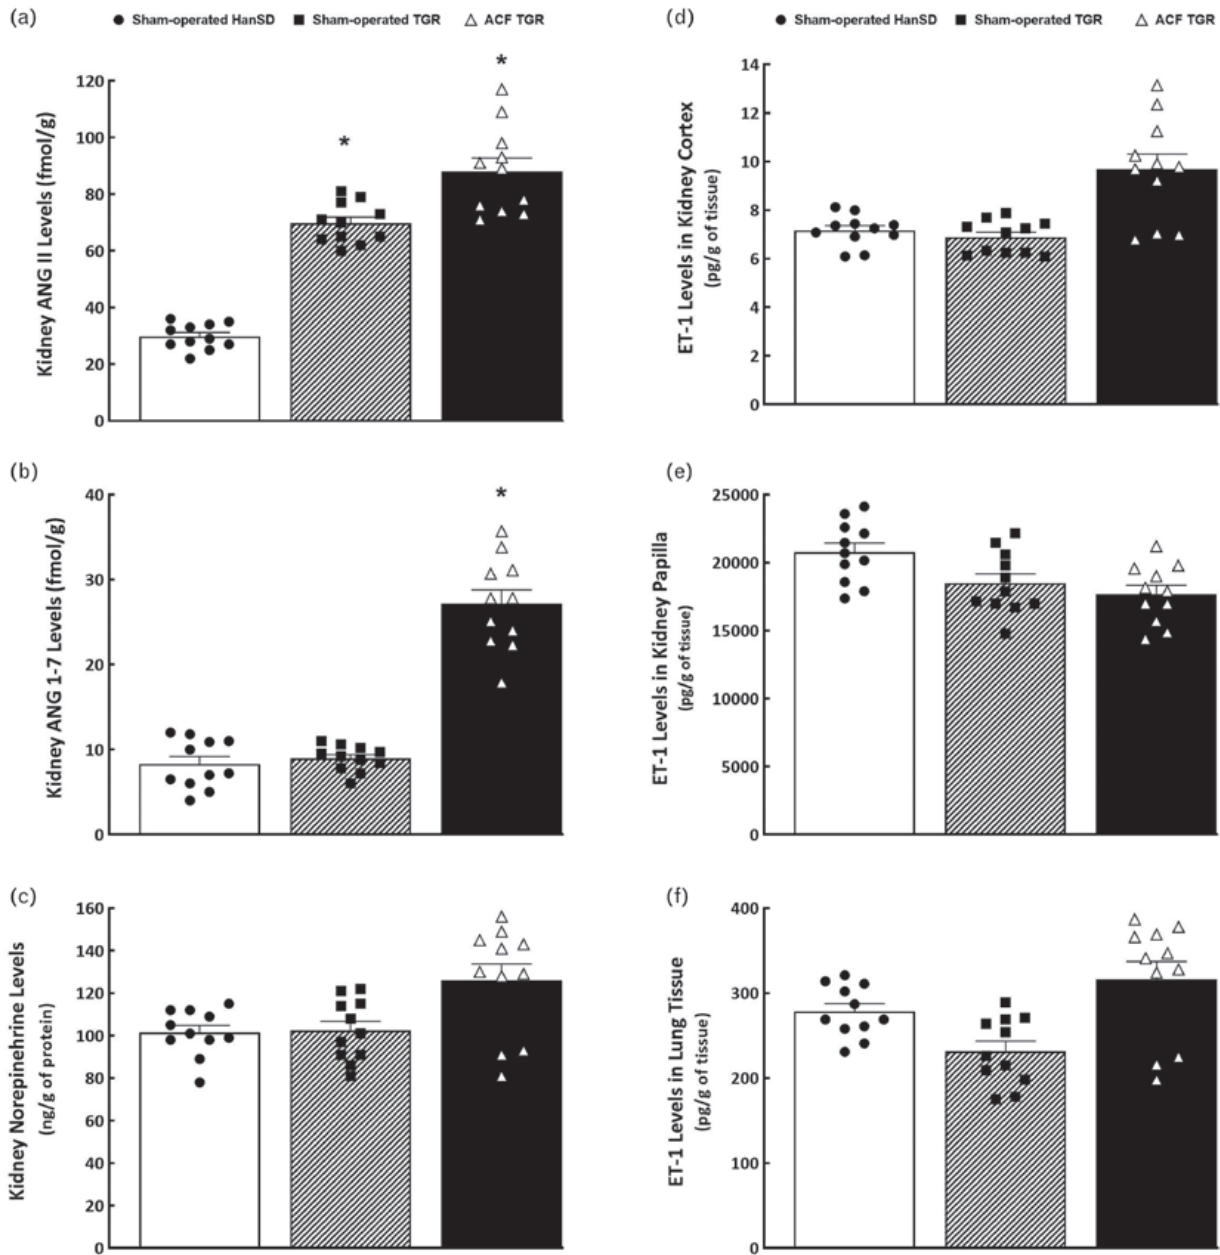 (a)
● Sham-operated HanSD ■ Sham-operated TGR △ ACF TGR
Kidney ANG II Levels (fmol/g)
120
100
80
60
40
20
0
*
*
(b)
Kidney ANG 1-7 Levels (fmol/g)
40
30
20
10
0
*
(c)
Kidney Norepinehrine Levels
(ng/g of protein)
160
140
120
100
80
60
40
20
0
(d)
● Sham-operated HanSD ■ Sham-operated TGR △ ACF TGR
ET-1 Levels in Kidney Cortex
(pg/g of tissue)
14
12
10
8
6
4
2
0
(e)
ET-1 Levels in Kidney Papilla
(pg/g of tissue)
25000
20000
15000
10000
5000
0
(f)
ET-1 Levels in Lung Tissue
(pg/g of tissue)
400
300
200
100
0